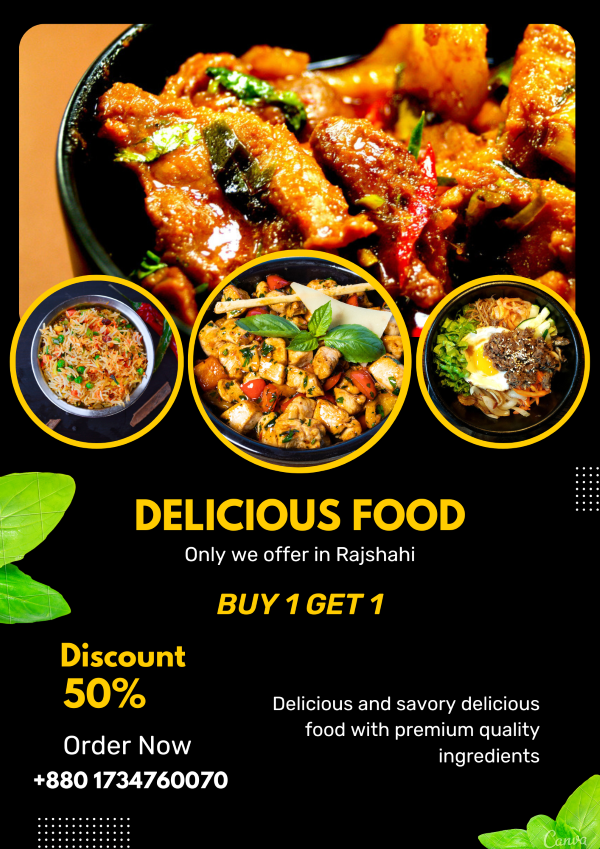 DELICIOUS FOOD
Only we offer in Rajshahi
BUY 1 GET 1
Discount
50%
Order Now
+880 1734760070
Delicious and savory delicious
food with premium quality
ingredients
Canva